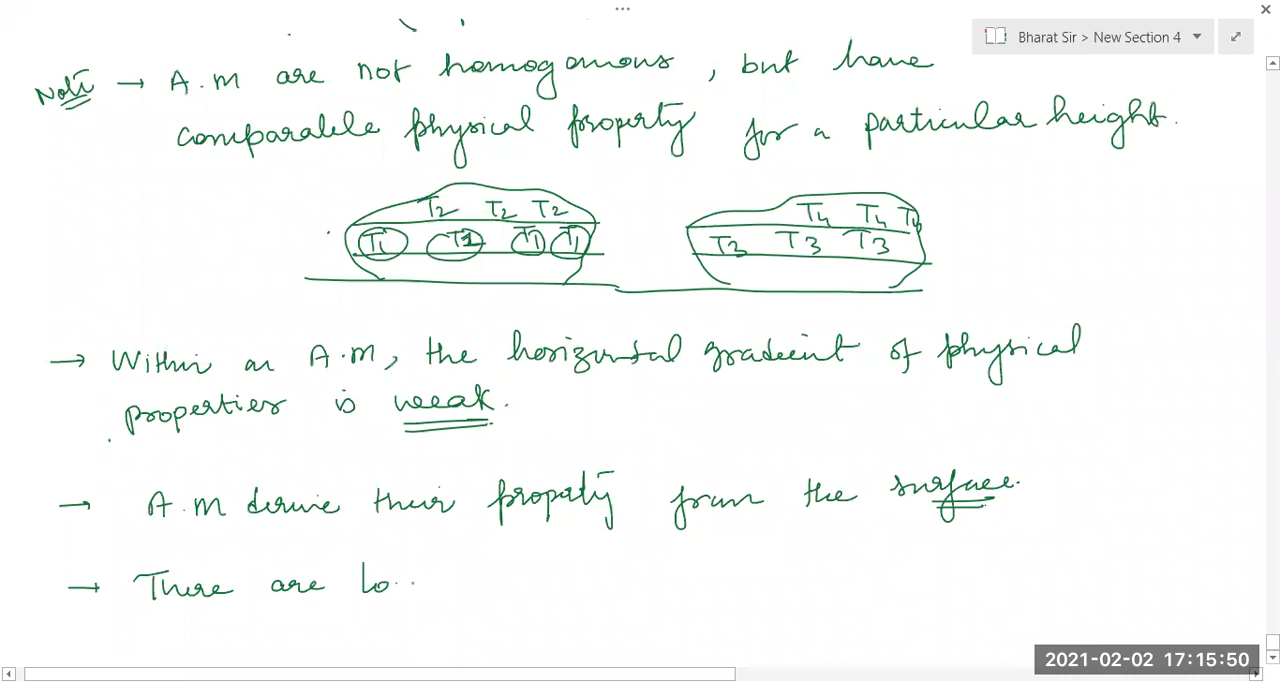 Bharat Sir > New Section 4
Note → A.M are not homogonous, but have
comparable physical property for a particular height.
T2 T2 T2
T1 T1 T1 T1
T4 T4 T4
T3 T3 T3
→ Within an A.M, the horizontal gradient of physical
properties is weak.
→ A.M derive their property from the surface.
→ There are lo
2021-02-02 17:15:50